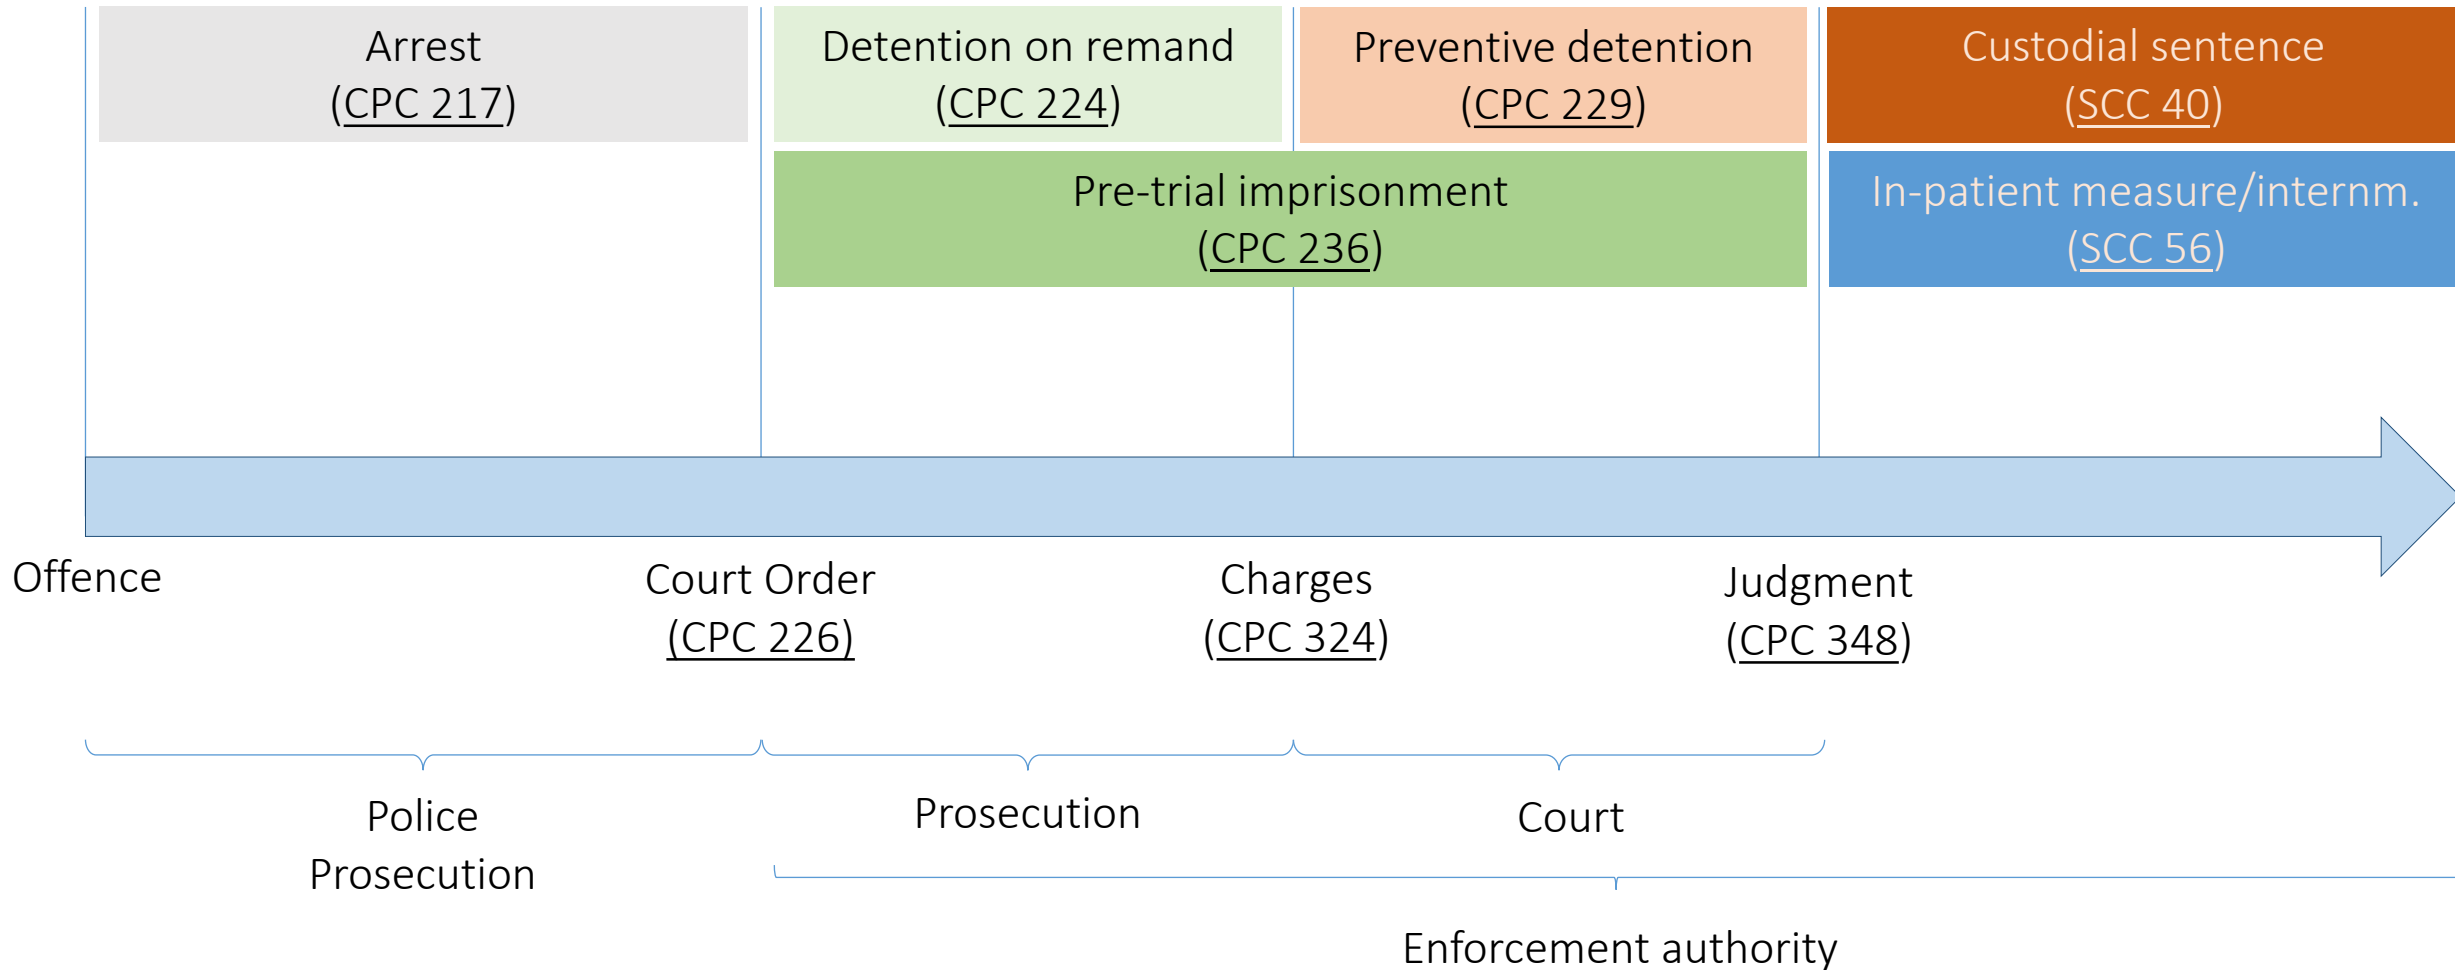 Arrest
(CPC 217)
Detention on remand
(CPC 224)
Preventive detention
(CPC 229)
Custodial sentence
(SCC 40)
Pre-trial imprisonment
(CPC 236)
In-patient measure/internm.
(SCC 56)
Offence
Court Order
(CPC 226)
Charges
(CPC 324)
Judgment
(CPC 348)
Police
Prosecution
Prosecution
Court
Enforcement authority